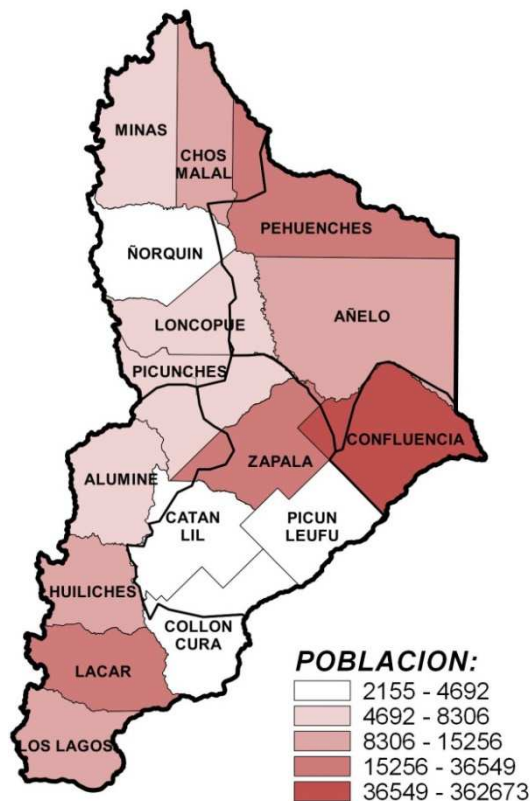 MINAS
CHOS
MALAL
PEHUENCHES
ÑORQUIN
LONCOPUE
AÑELO
PICUNCHES
CONFLUENCIA
ZAPALA
ALUMINE
CATAN
LIL
PICUN
LEUFU
HUILICHES
COLLON
CURA
LACAR
LOS LAGOS
POBLACION:
2155 - 4692
4692 - 8306
8306 - 15256
15256 - 36549
36549 - 362673